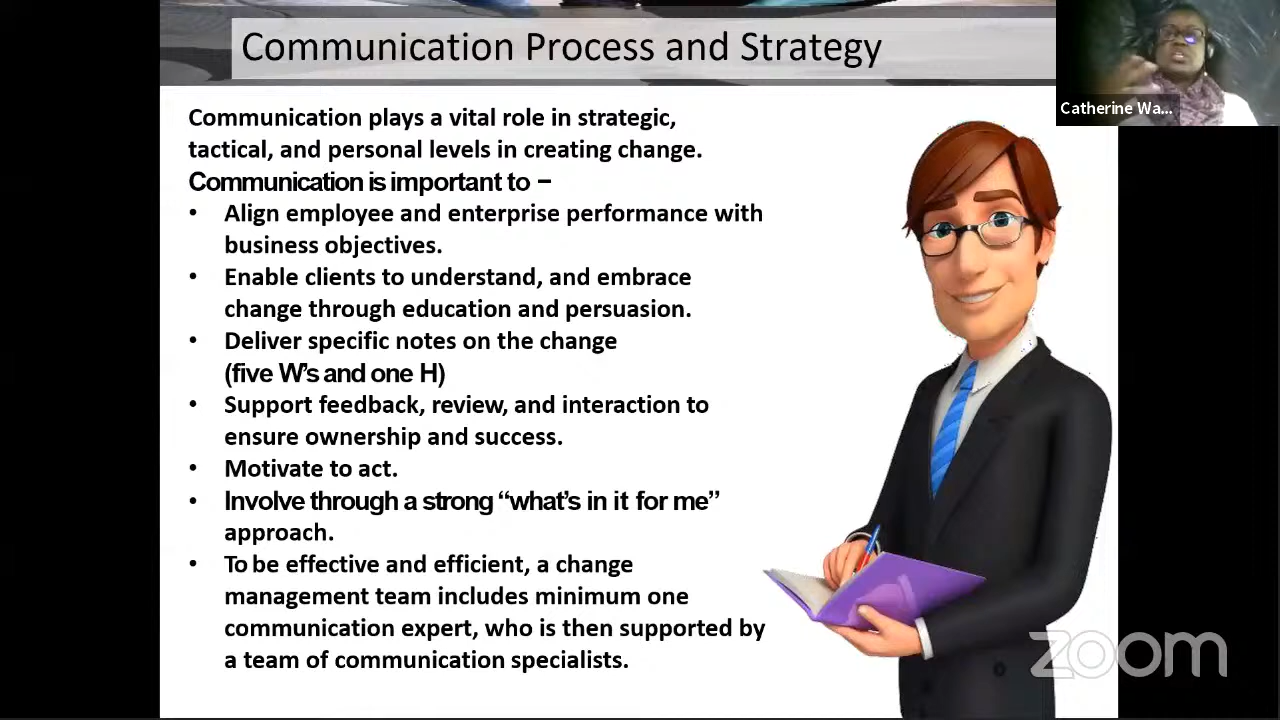 Communication Process and Strategy
Catherine Wa...
Communication plays a vital role in strategic,
tactical, and personal levels in creating change.
Communication is important to –
• Align employee and enterprise performance with
business objectives.
• Enable clients to understand, and embrace
change through education and persuasion.
• Deliver specific notes on the change
(five W's and one H)
• Support feedback, review, and interaction to
ensure ownership and success.
• Motivate to act.
• Involve through a strong “what's in it for me”
approach.
• To be effective and efficient, a change
management team includes minimum one
communication expert, who is then supported by
a team of communication specialists.
zoom